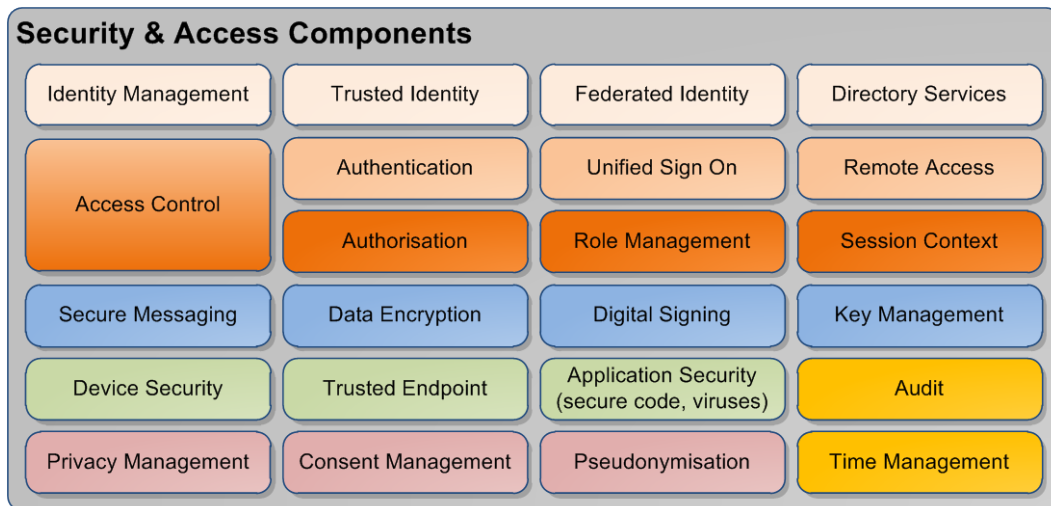 Security & Access Components
Identity Management
Trusted Identity
Federated Identity
Directory Services
Access Control
Authentication
Unified Sign On
Remote Access
Authorisation
Role Management
Session Context
Secure Messaging
Data Encryption
Digital Signing
Key Management
Device Security
Trusted Endpoint
Application Security
(secure code, viruses)
Audit
Privacy Management
Consent Management
Pseudonymisation
Time Management